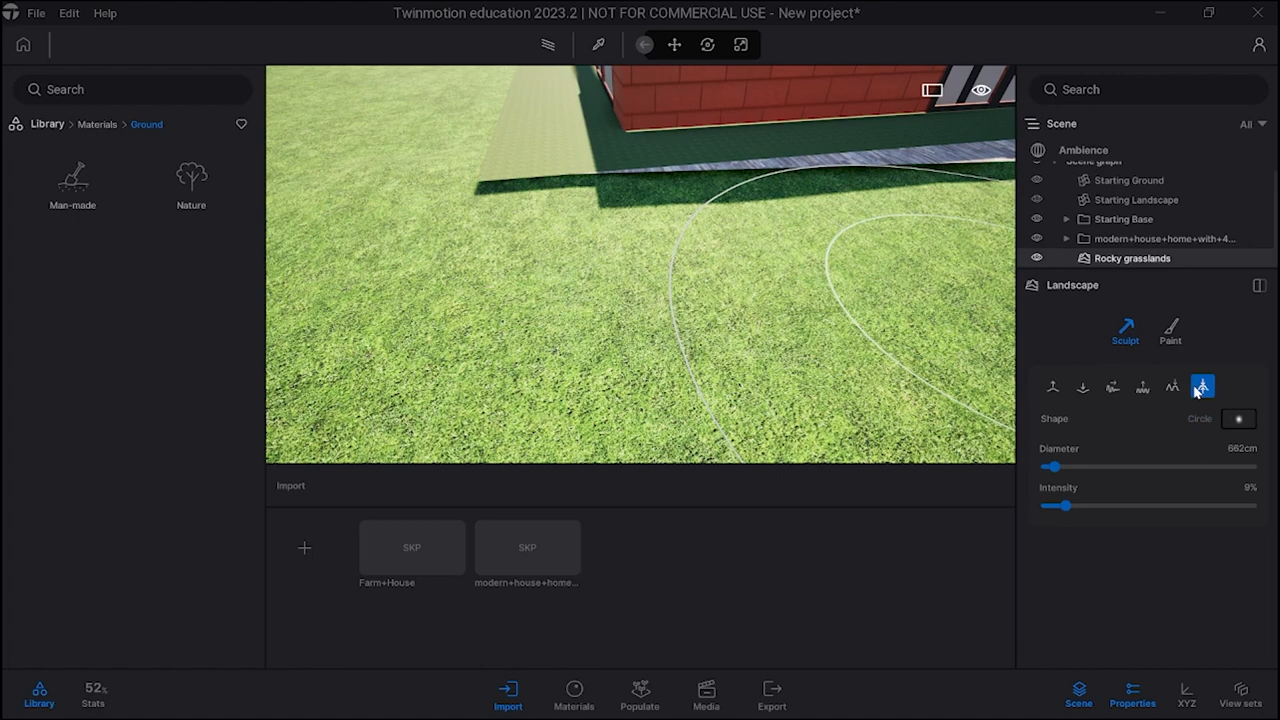 File Edit Help
Twinmotion education 2023.2 | NOT FOR COMMERCIAL USE - New project*
Search
Library > Materials > Ground
Man-made
Nature
Search
Scene
All
Ambience
Scene graph
Starting Ground
Starting Landscape
Starting Base
modern+house+home+with+4...
Rocky grasslands
Landscape
Sculpt
Paint
Shape
Circle
Diameter
662cm
Intensity
9%
Import
SKP
Farm+House
SKP
modern+house+home...
Library
52%
Stats
Import
Materials
Populate
Media
Export
Scene
Properties
XYZ
View sets